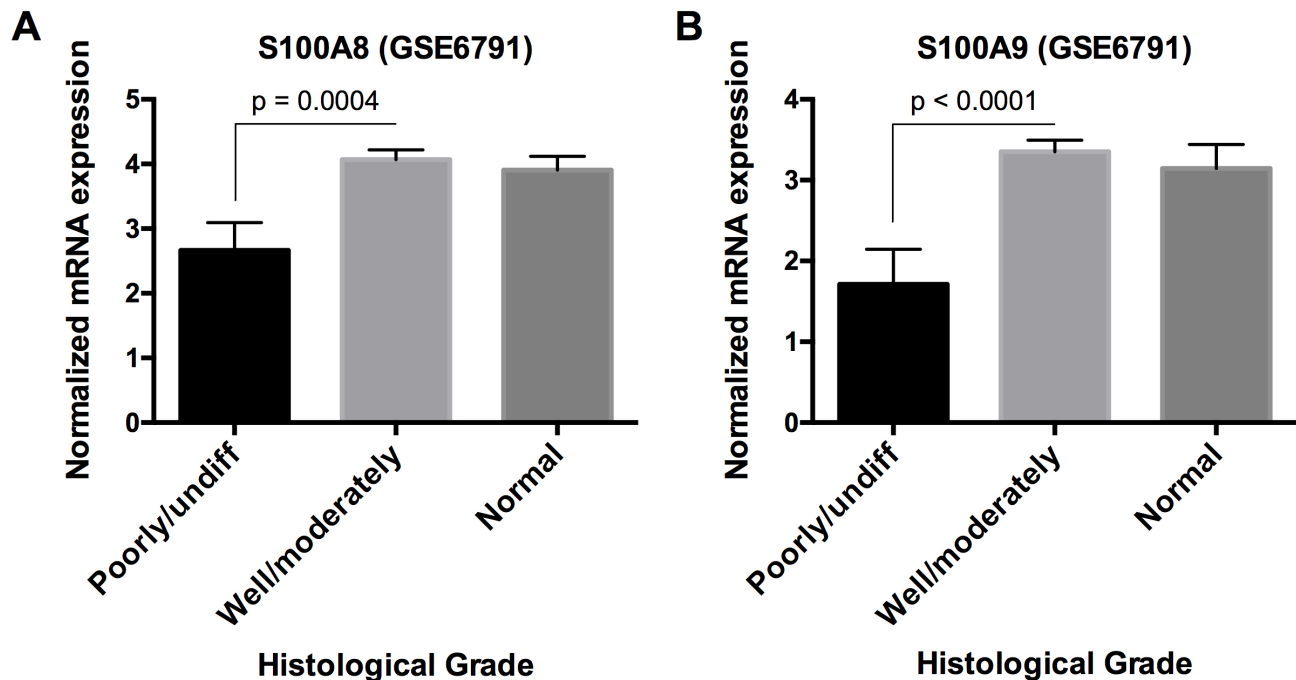 A
S100A8 (GSE6791)
p = 0.0004
Normalized mRNA expression
5
4
3
2
1
0
Poorly/undiff
Well/moderately
Normal
Histological Grade
B
S100A9 (GSE6791)
p < 0.0001
Normalized mRNA expression
4
3
2
1
0
Poorly/undiff
Well/moderately
Normal
Histological Grade